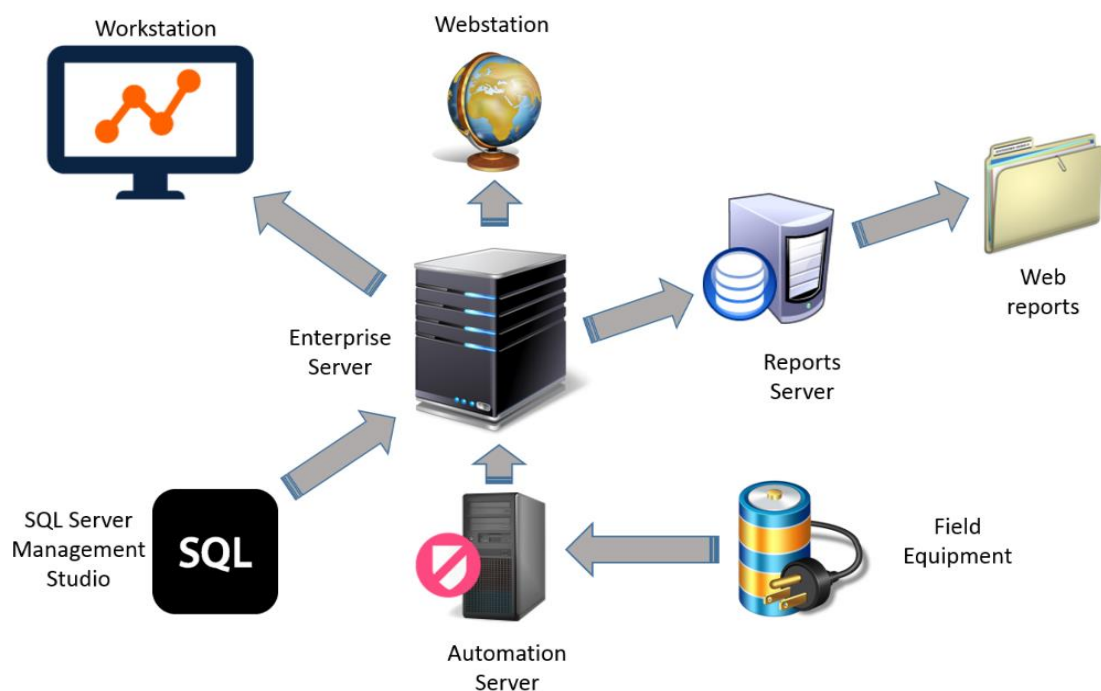 Workstation
Webstation
Web
reports
Enterprise
Server
Reports
Server
SQL Server
Management
Studio
SQL
Field
Equipment
Automation
Server